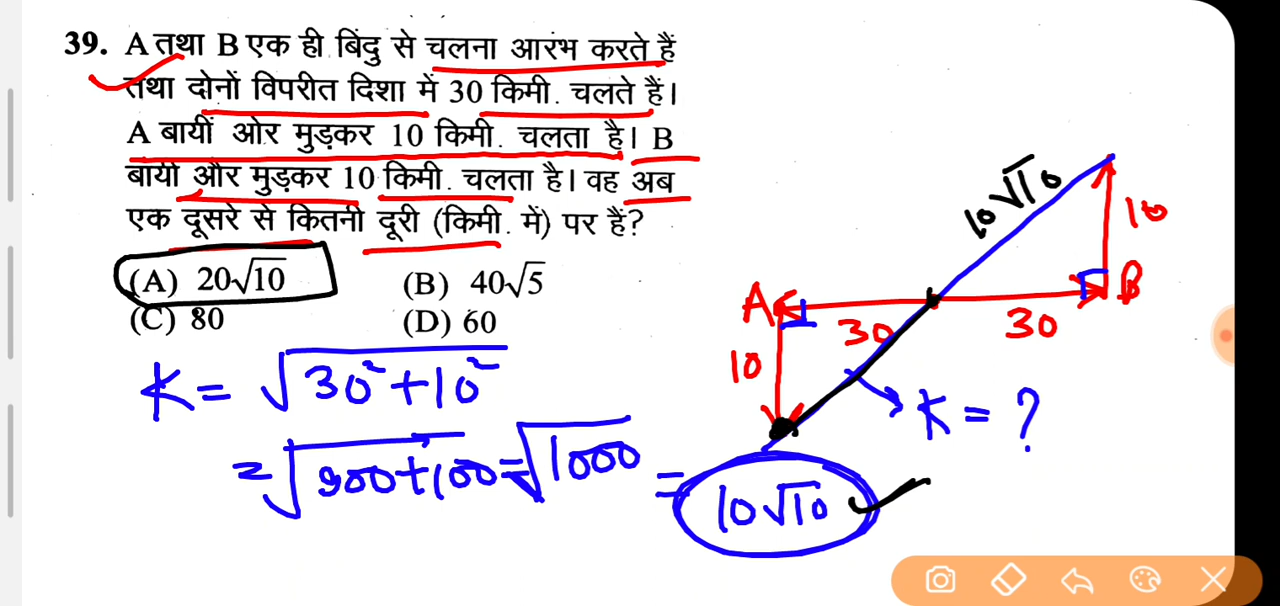 39. A तथा B एक ही बिंदु से चलना आरंभ करते हैं
तथा दोनों विपरीत दिशा में 30 किमी. चलते हैं।
A बायीं ओर मुड़कर 10 किमी. चलता है। B
बायी और मुड़कर 10 किमी. चलता है। वह अब
एक दूसरे से कितनी दूरी (किमी. में) पर हैं?
(A) 20√10 (B) 40√5
(C) 80 (D) 60
K = √30²+10²
= √900+100 = √1000 = 10√10
10√10
10
A
B
30
30
10
K = ?